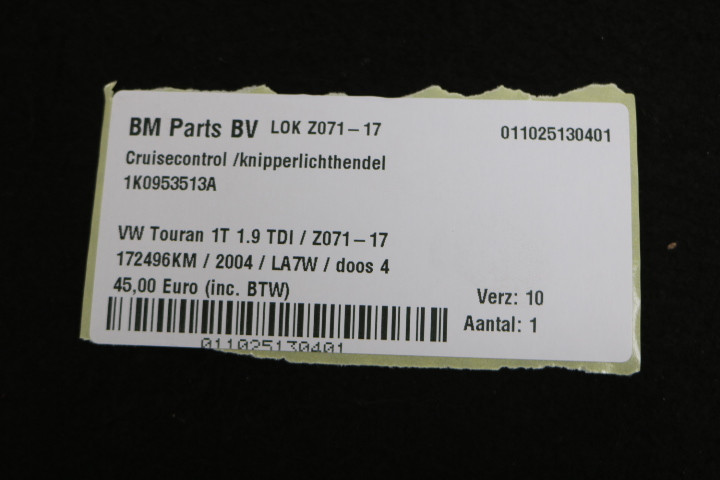 BM Parts BV LOK Z071-17 011025130401
Cruisecontrol /knipperlichthendel
1K0953513A
VW Touran 1T 1.9 TDI / Z071-17
172496KM / 2004 / LA7W / doos 4
45,00 Euro (inc. BTW)
Verz: 10
Aantal: 1
011025130401